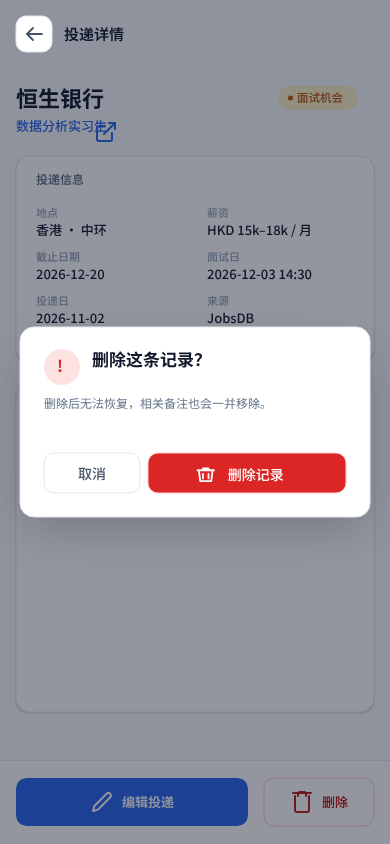 投递详情
恒生银行
面试机会
数据分析实习生
投递信息
地点
薪资
香港 · 中环
HKD 15k–18k / 月
截止日期
面试日
2026-12-20
2026-12-03 14:30
投递日
来源
2026-11-02
JobsDB
!
删除这条记录？
删除后无法恢复，相关备注也会一并移除。
取消
删除记录
编辑投递
删除